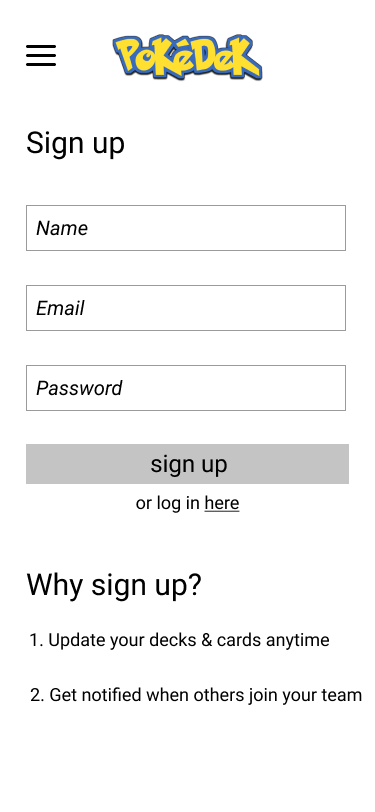 PoKéDeK
Sign up
Name
Email
Password
sign up
or log in here
Why sign up?
1. Update your decks & cards anytime
2. Get notified when others join your team